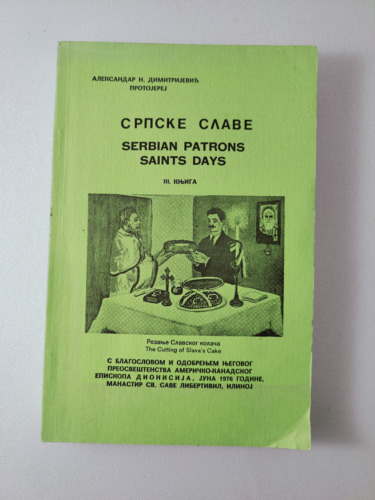 АЛЕКСАНДАР Н. ДИМИТРИЈЕВИЋ
ПРОТОЈЕРЕЈ
СРПСКЕ СЛАВЕ
SERBIAN PATRONS
SAINTS DAYS
III. КЊИГА
Резање Славског колача
The Cutting of Slava's Cake
С БЛАГОСЛОВОМ И ОДОБРЕЊЕМ ЊЕГОВОГ
ПРЕОСВЕШТЕНСТВА АМЕРИЧКО-КАНАДСКОГ
ЕПИСКОПА ДИОНИСИЈА, ЈУНА 1976 ГОДИНЕ,
МАНАСТИР СВ. САВЕ ЛИБЕРТИВИЛ, ИЛИНОЈ